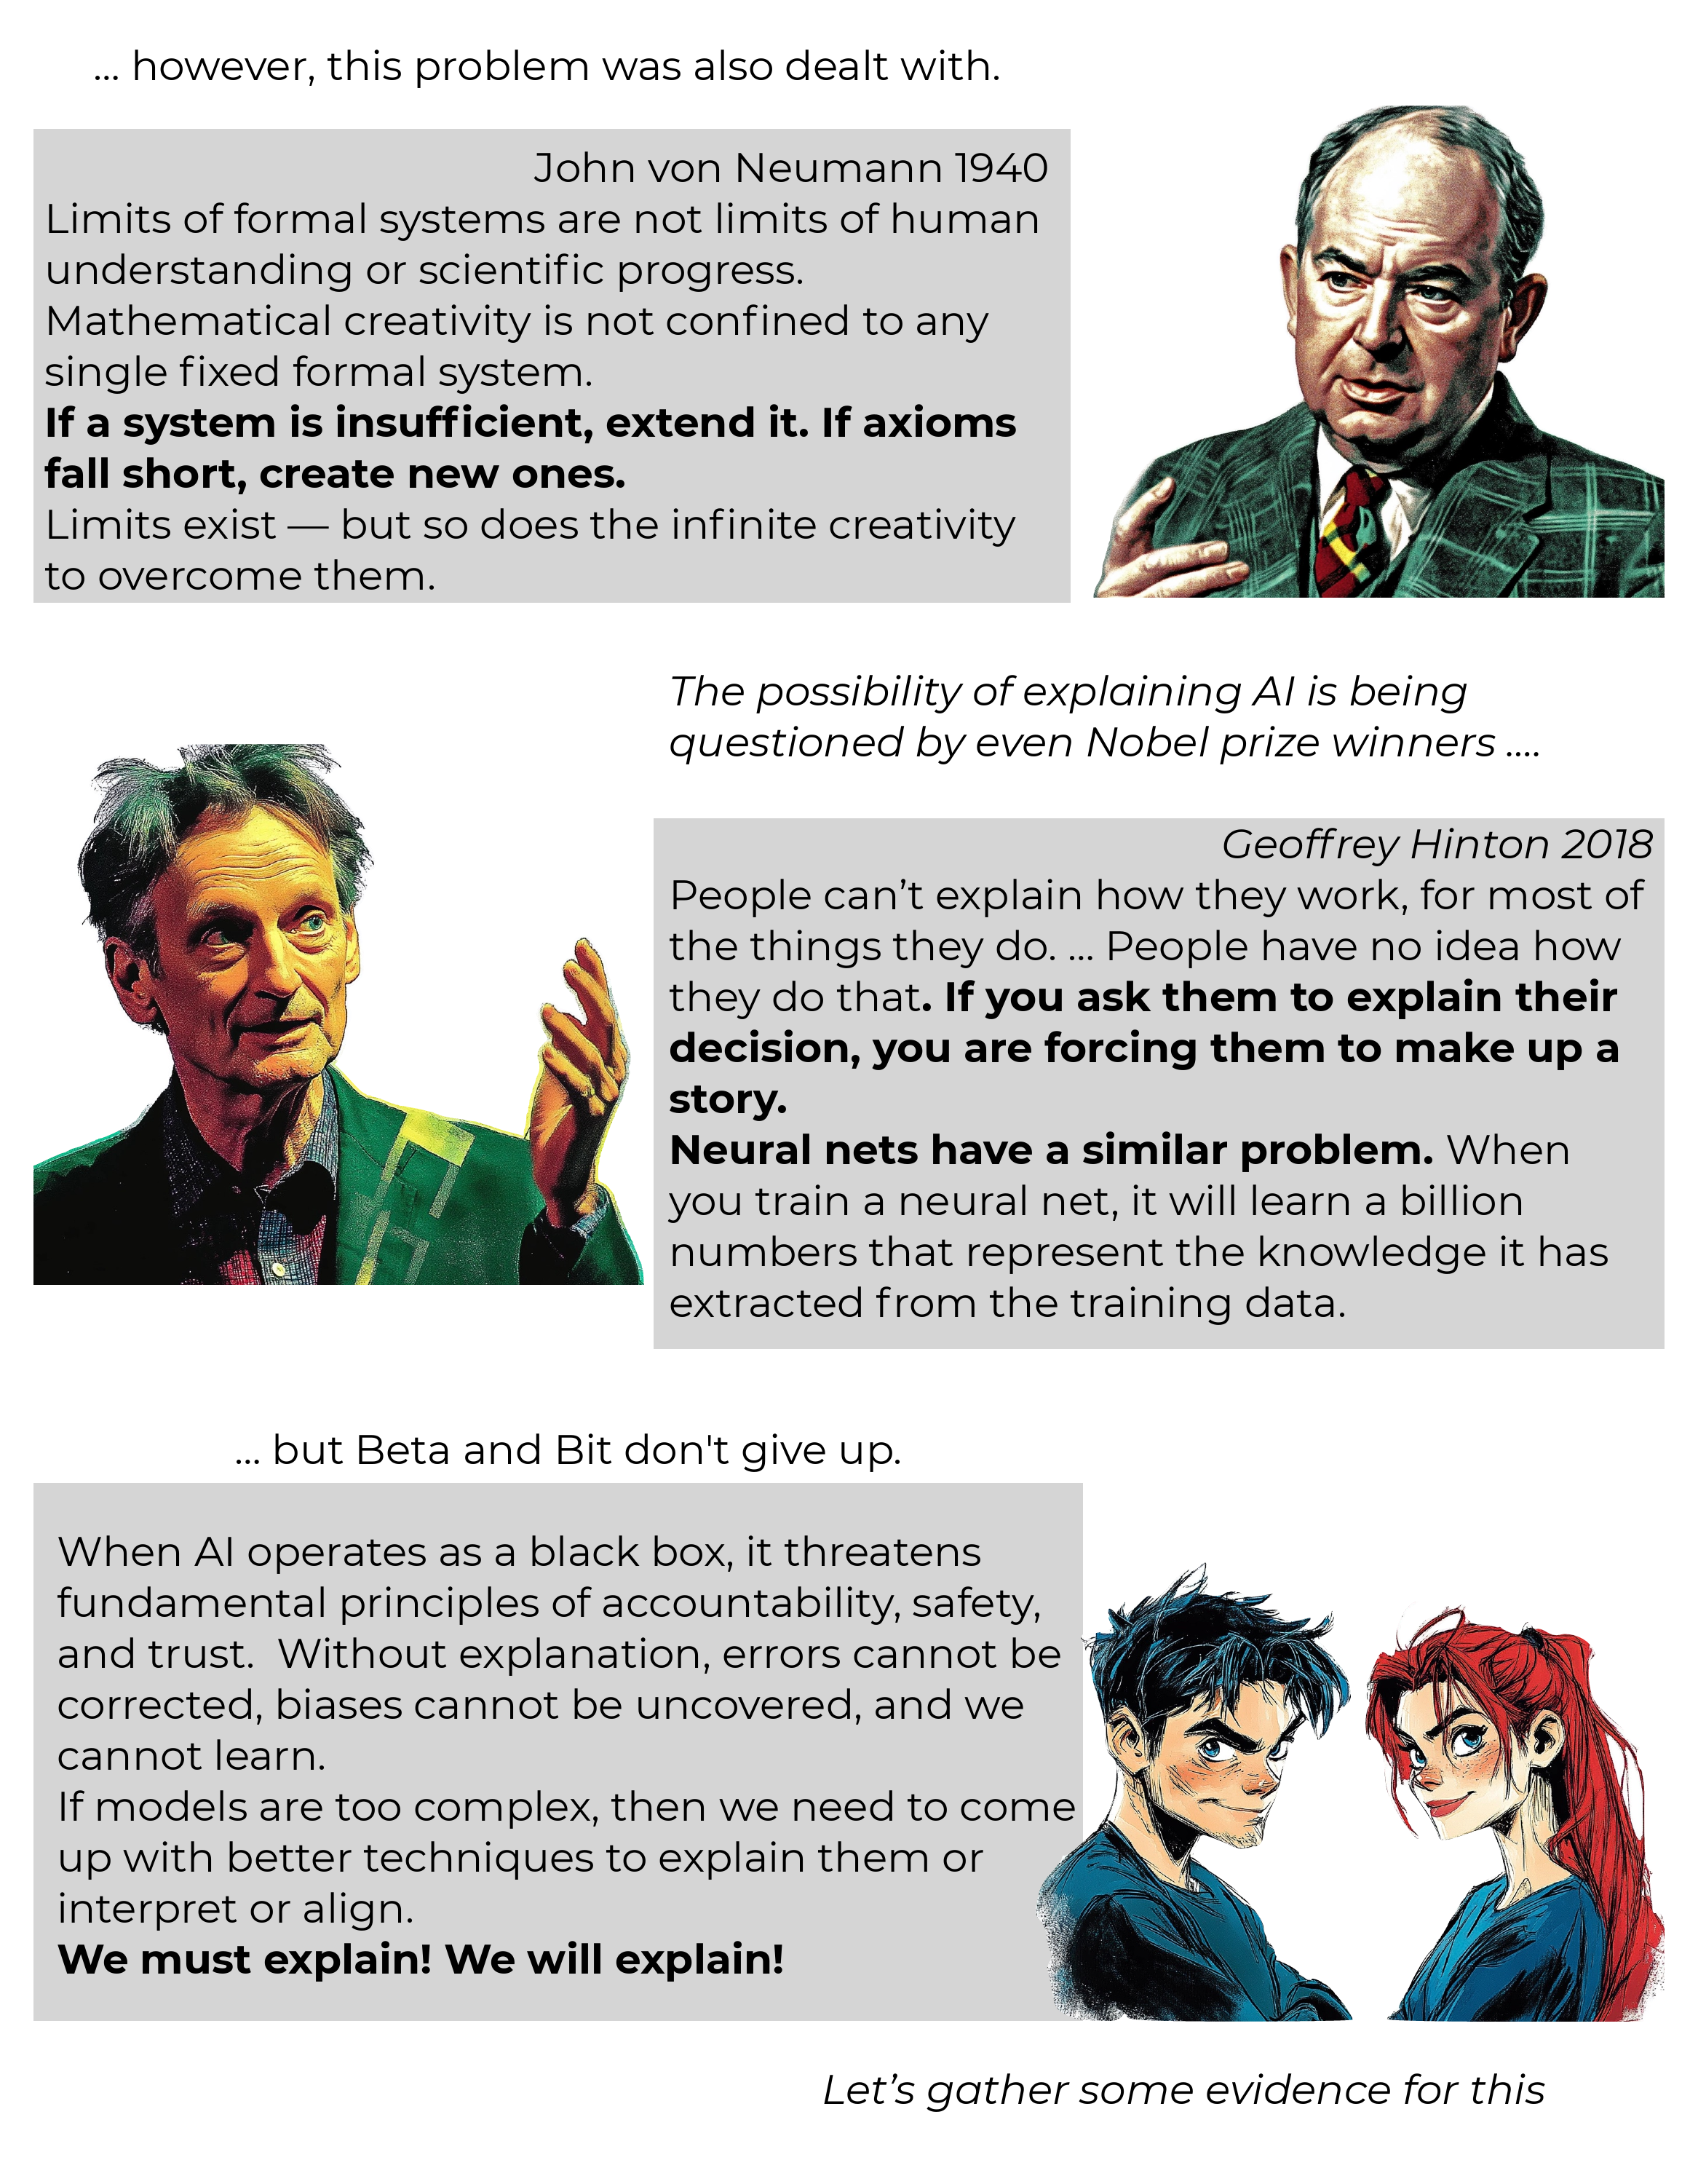 ... however, this problem was also dealt with.
John von Neumann 1940
Limits of formal systems are not limits of human
understanding or scientific progress.
Mathematical creativity is not confined to any
single fixed formal system.
If a system is insufficient, extend it. If axioms
fall short, create new ones.
Limits exist — but so does the infinite creativity
to overcome them.
The possibility of explaining AI is being
questioned by even Nobel prize winners ....
Geoffrey Hinton 2018
People can’t explain how they work, for most of
the things they do. ... People have no idea how
they do that. If you ask them to explain their
decision, you are forcing them to make up a
story.
Neural nets have a similar problem. When
you train a neural net, it will learn a billion
numbers that represent the knowledge it has
extracted from the training data.
... but Beta and Bit don't give up.
When AI operates as a black box, it threatens
fundamental principles of accountability, safety,
and trust.  Without explanation, errors cannot be
corrected, biases cannot be uncovered, and we
cannot learn.
If models are too complex, then we need to come
up with better techniques to explain them or
interpret or align.
We must explain! We will explain!
Let’s gather some evidence for this